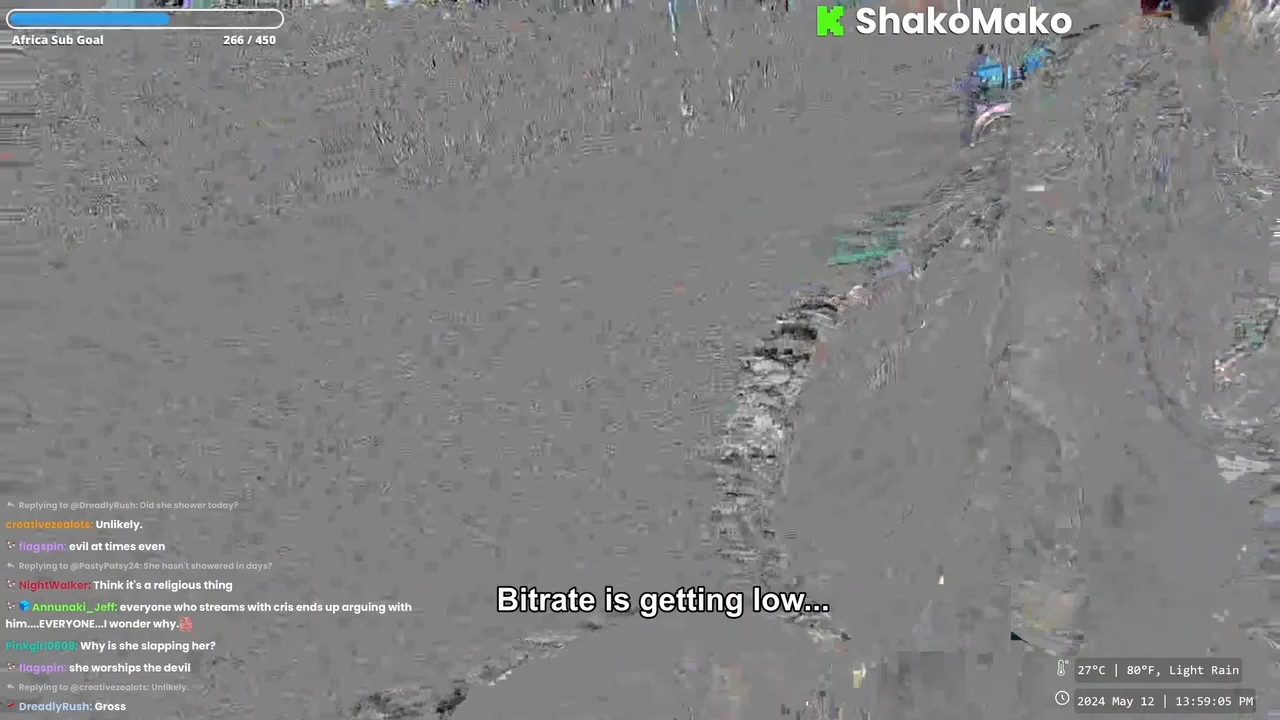 Africa Sub Goal 266 / 450
ShakoMako
Replying to @DreadlyRush: Did she shower today?
creativezealots: Unlikely.
flagspin: evil at times even
Replying to @PastyPatsy24: She hasn't showered in days?
NightWalker: Think it's a religious thing
Annunaki_Jeff: everyone who streams with cris ends up arguing with
him....EVERYONE...I wonder why.
Pinkgirl0809: Why is she slapping her?
flagspin: she worships the devil
Replying to @creativezealots: Unlikely.
DreadlyRush: Gross
Bitrate is getting low...
27°C | 80°F, Light Rain
2024 May 12 | 13:59:05 PM